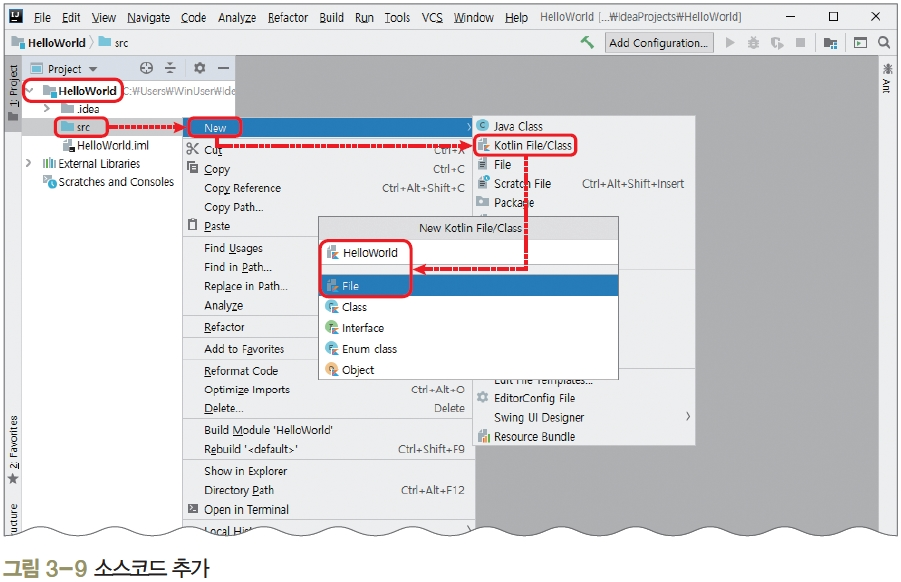 File Edit View Navigate Code Analyze Refactor Build Run Tools VCS Window Help HelloWorld [...₩IdeaProjects₩HelloWorld]
HelloWorld src Add Configuration...
1: Project
Project
HelloWorld C:₩Users₩WinUser₩Ide
.idea
src
HelloWorld.iml
External Libraries
Scratches and Consoles
2: Favorites
Ant
New
Cut Ctrl+X
Copy Ctrl+C
Copy Reference Ctrl+Alt+Shift+C
Copy Path...
Paste
Find Usages
Find in Path...
Replace in Path...
Analyze
Refactor
Add to Favorites
Reformat Code
Optimize Imports Ctrl+Alt+O
Delete... Delete
Build Module 'HelloWorld'
Rebuild '<default>' Ctrl+Shift+F9
Show in Explorer
Directory Path Ctrl+Alt+F12
Open in Terminal
Local Hist
Java Class
Kotlin File/Class
File
Scratch File Ctrl+Alt+Shift+Insert
Package
New Kotlin File/Class
HelloWorld
File
Class
Interface
Enum class
Object
Edit File Templates...
EditorConfig File
Swing UI Designer
Resource Bundle
그림 3-9 소스코드 추가